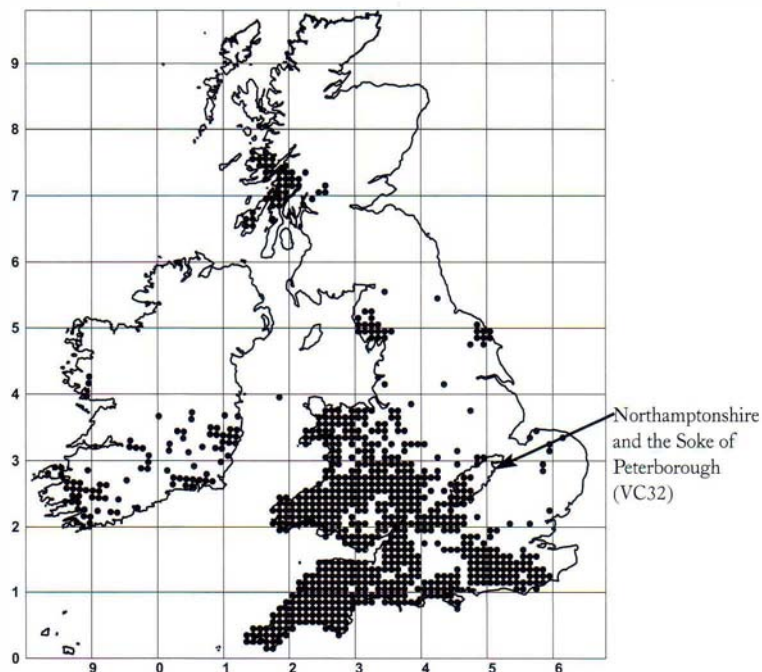 9
8
7
6
5
4
3
2
1
0
9 0 1 2 3 4 5 6
Northamptonshire
and the Soke of
Peterborough
(VC32)